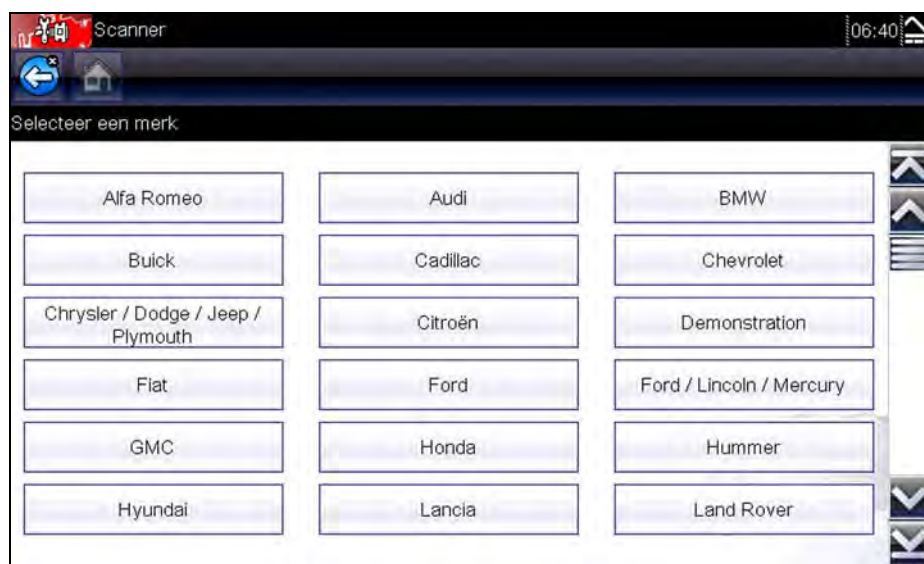 Scanner
06:40
Selecteer een merk
Alfa Romeo
Audi
BMW
Buick
Cadillac
Chevrolet
Chrysler / Dodge / Jeep /
Plymouth
Citroën
Demonstration
Fiat
Ford
Ford / Lincoln / Mercury
GMC
Honda
Hummer
Hyundai
Lancia
Land Rover